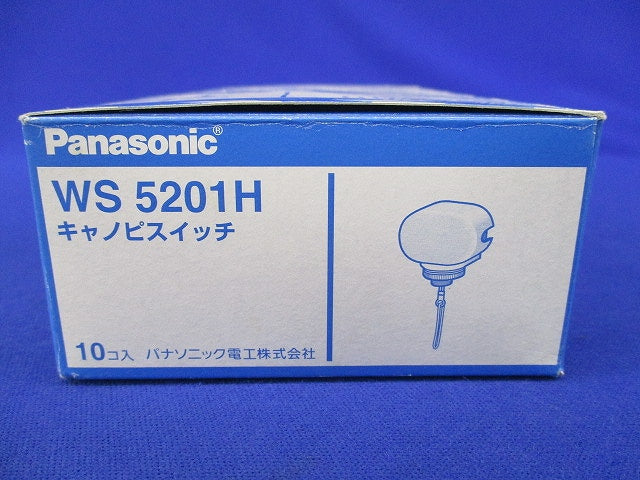 Panasonic®
WS 5201H
キャノピスイッチ
10コ入 パナソニック電工株式会社